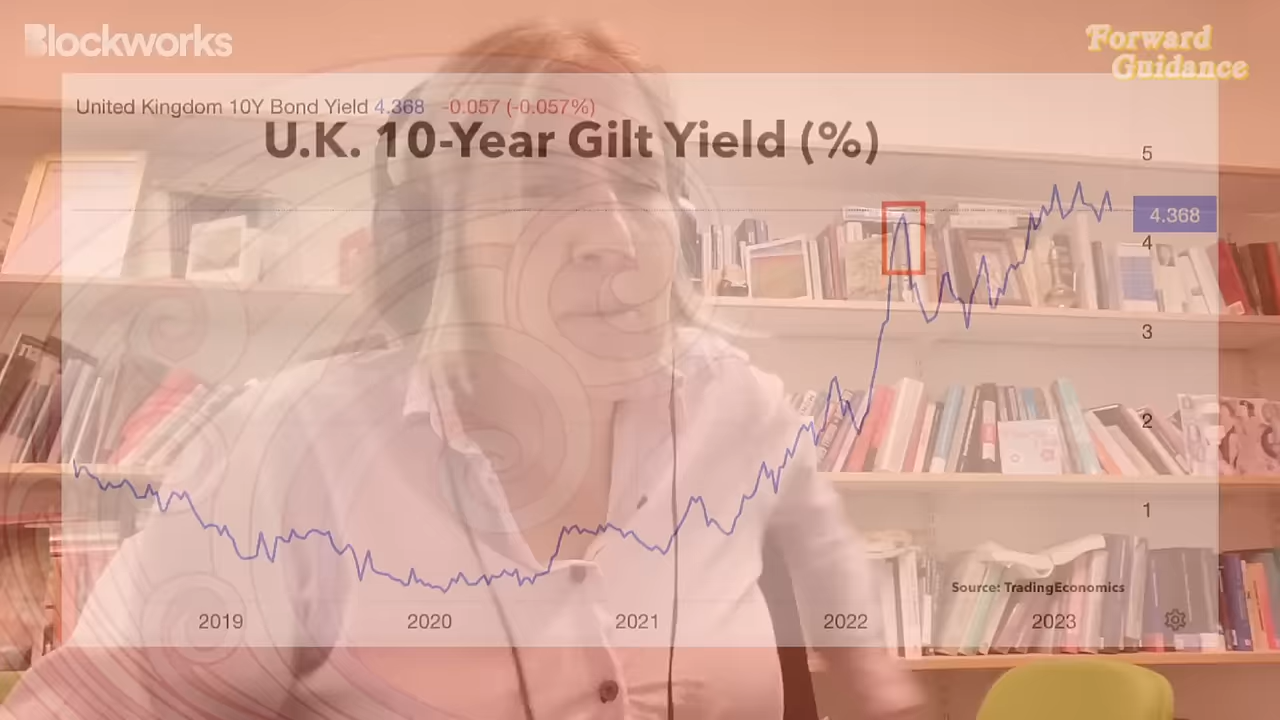 Blockworks
Forward
Guidance
United Kingdom 10Y Bond Yield 4.368 -0.057 (-0.057%)
U.K. 10-Year Gilt Yield (%)
5
4.368
4
3
2
1
Source: TradingEconomics
2019 2020 2021 2022 2023